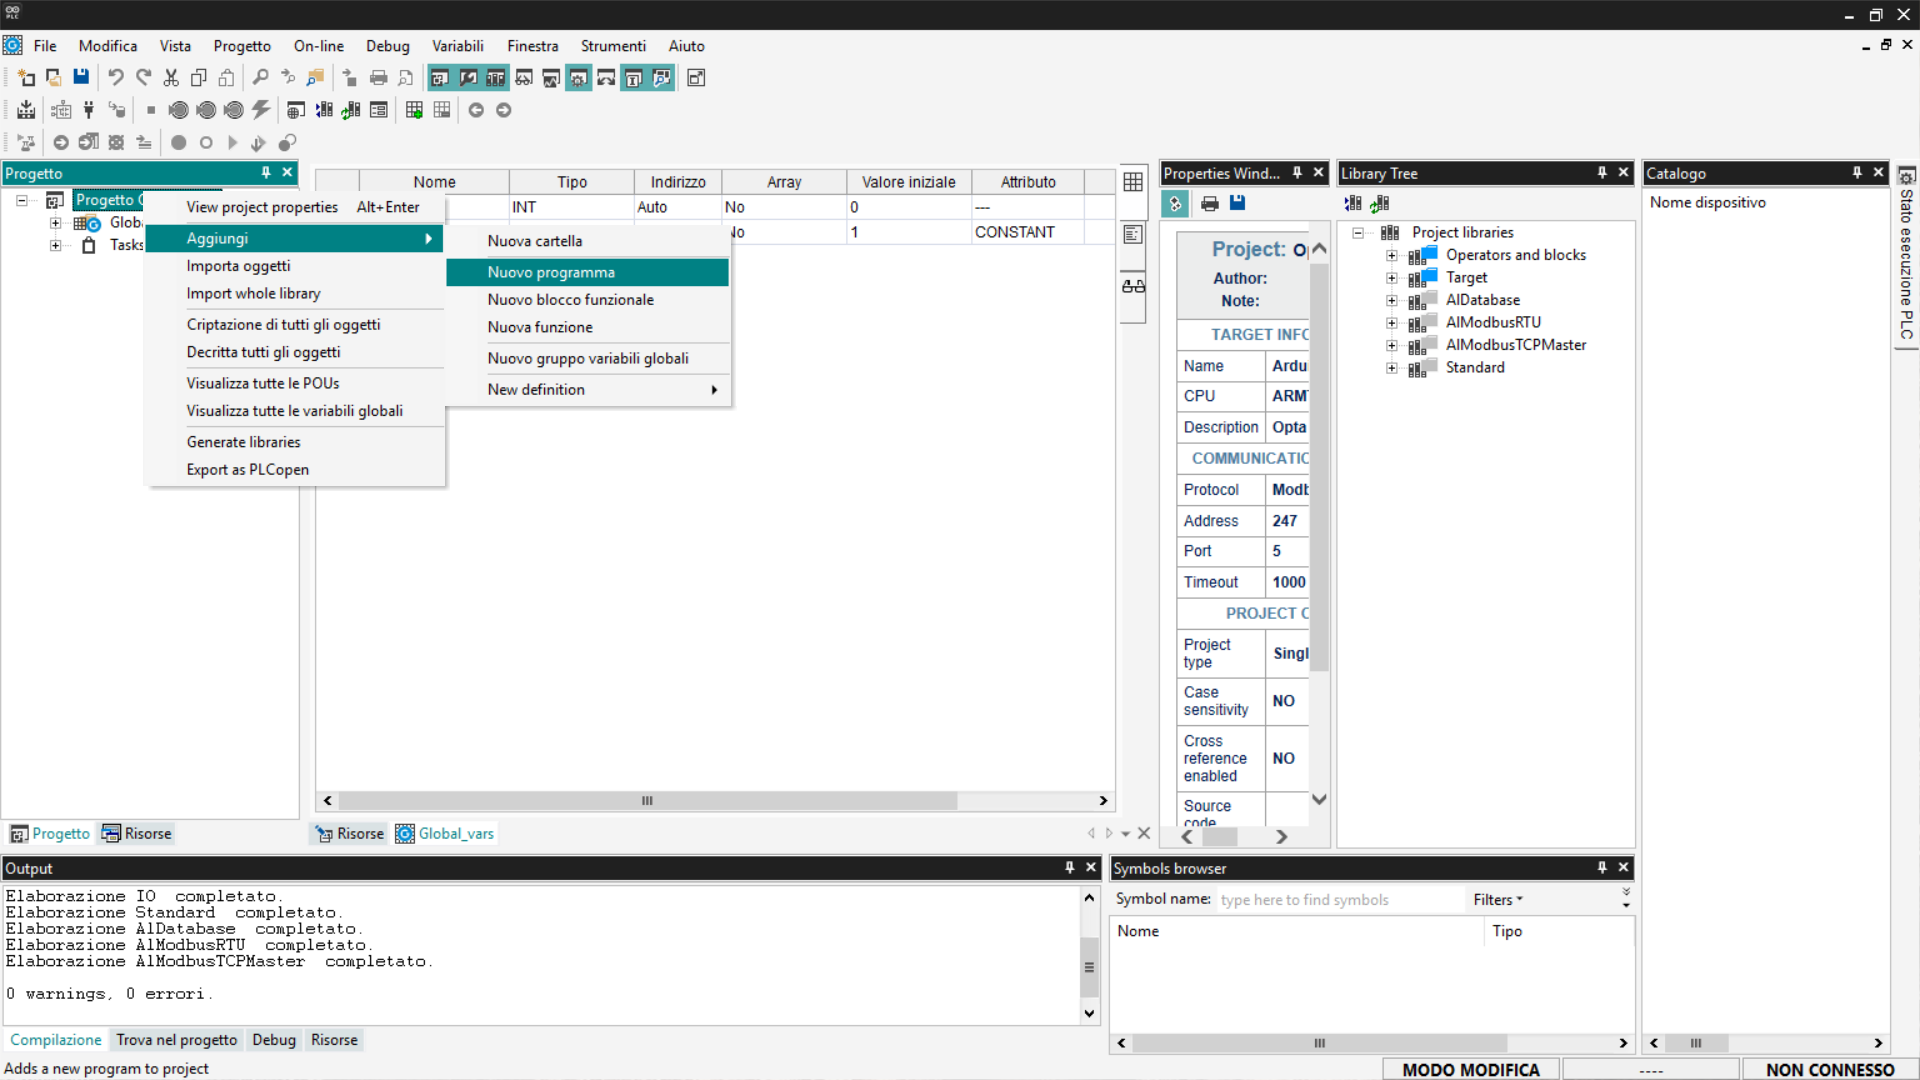 PLC
File Modifica Vista Progetto On-line Debug Variabili Finestra Strumenti Aiuto
Progetto
Progetto
Glob
Tasks
View project properties Alt+Enter
Aggiungi
Importa oggetti
Import whole library
Criptazione di tutti gli oggetti
Decritta tutti gli oggetti
Visualizza tutte le POUs
Visualizza tutte le variabili globali
Generate libraries
Export as PLCopen
Nuova cartella
Nuovo programma
Nuovo blocco funzionale
Nuova funzione
Nuovo gruppo variabili globali
New definition
Nome Tipo Indirizzo Array Valore iniziale Attributo
INT Auto No 0 ---
No 1 CONSTANT
Progetto Risorse
Risorse Global_vars
Properties Wind...
Project: Op
Author:
Note:
TARGET INFO
Name Ardu
CPU ARM
Description Opta
COMMUNICATIO
Protocol Modb
Address 247
Port 5
Timeout 1000
PROJECT C
Project type Singl
Case sensitivity NO
Cross reference enabled NO
Source code
Library Tree
Project libraries
Operators and blocks
Target
AlDatabase
AlModbusRTU
AlModbusTCPMaster
Standard
Catalogo
Nome dispositivo
Stato esecuzione PLC
Output
Elaborazione IO completato.
Elaborazione Standard completato.
Elaborazione AlDatabase completato.
Elaborazione AlModbusRTU completato.
Elaborazione AlModbusTCPMaster completato.
0 warnings, 0 errori.
Compilazione Trova nel progetto Debug Risorse
Symbols browser
Symbol name: type here to find symbols Filters
Nome Tipo
Adds a new program to project
MODO MODIFICA ---- NON CONNESSO